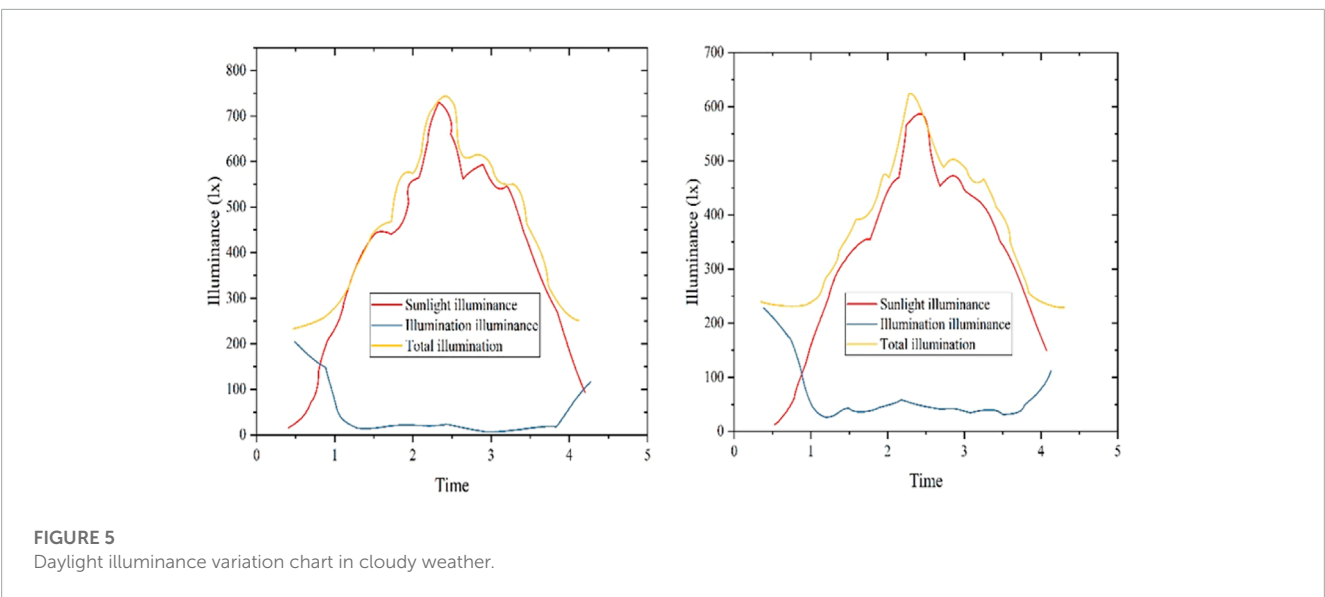 800
700
600
500
400
300
200
100
0
Illuminance (lx)
Sunlight illuminance
Illumination illuminance
Total illumination
0 1 2 3 4 5
Time
700
600
500
400
300
200
100
0
Illuminance (lx)
Sunlight illuminance
Illumination illuminance
Total illumination
0 1 2 3 4 5
Time
FIGURE 5
Daylight illuminance variation chart in cloudy weather.